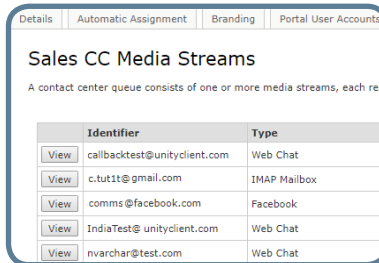 Details Automatic Assignment Branding Portal User Accounts
Sales CC Media Streams
A contact center queue consists of one or more media streams, each re
Identifier Type
View callbacktest@unityclient.com Web Chat
View c.tut1t@gmail.com IMAP Mailbox
View comms@facebook.com Facebook
View IndiaTest@ unityclient.com Web Chat
View nvarchar@test.com Web Chat